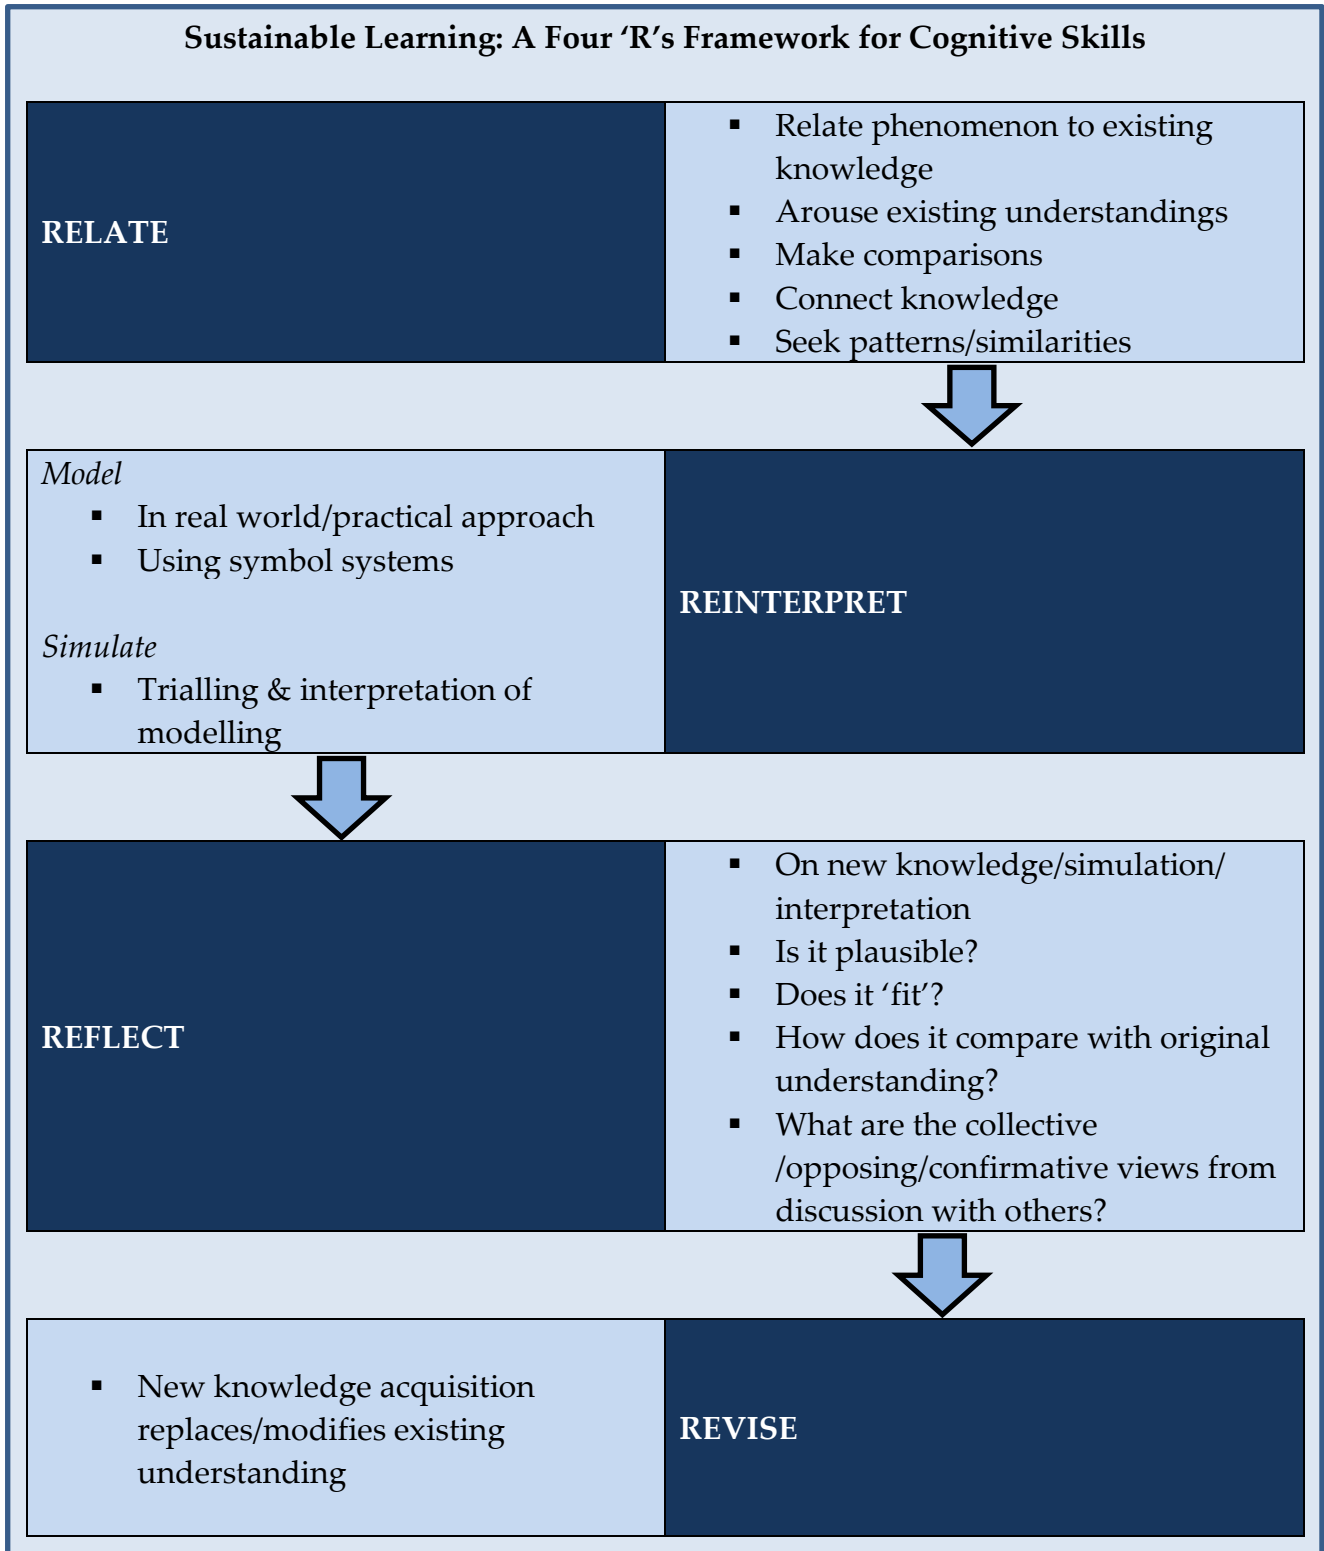 Sustainable Learning: A Four ‘R’s Framework for Cognitive Skills
RELATE
▪ Relate phenomenon to existing
knowledge
▪ Arouse existing understandings
▪ Make comparisons
▪ Connect knowledge
▪ Seek patterns/similarities
Model
▪ In real world/practical approach
▪ Using symbol systems
Simulate
▪ Trialling & interpretation of
modelling
REINTERPRET
REFLECT
▪ On new knowledge/simulation/
interpretation
▪ Is it plausible?
▪ Does it ‘fit’?
▪ How does it compare with original
understanding?
▪ What are the collective
/opposing/confirmative views from
discussion with others?
▪ New knowledge acquisition
replaces/modifies existing
understanding
REVISE